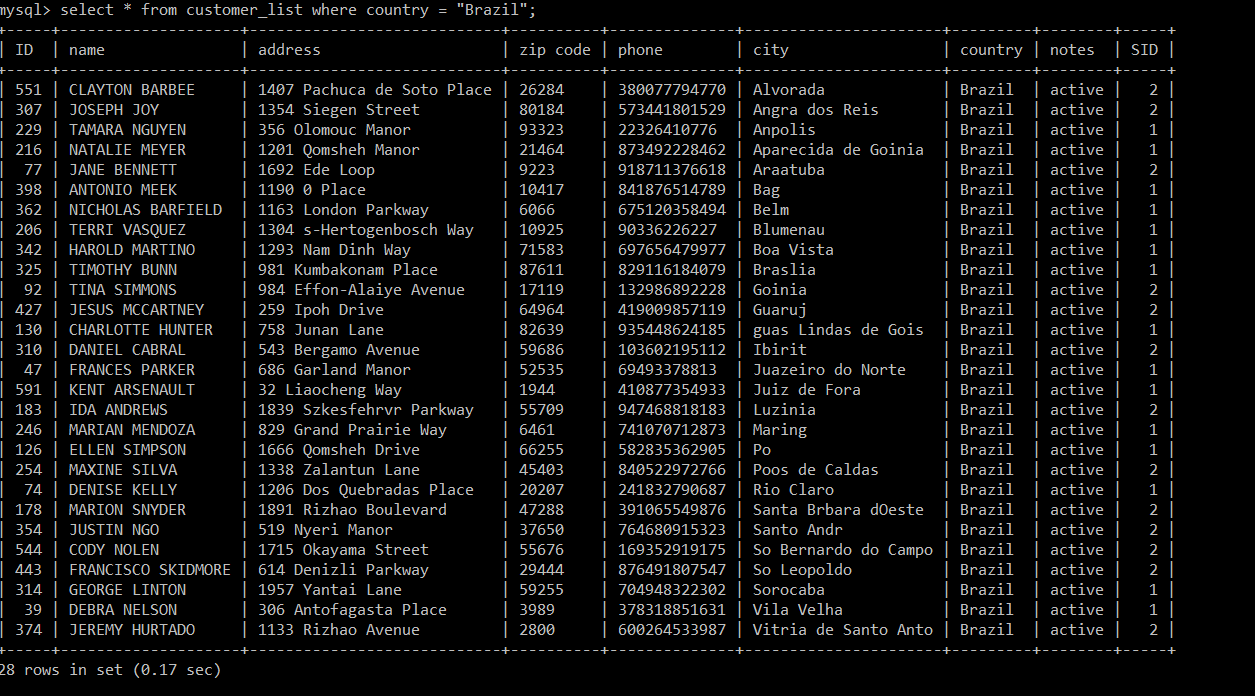 mysql> select * from customer_list where country = "Brazil";
+-----+--------------------+----------------------------+----------+--------------+---------------------+---------+--------+-----+
| ID | name | address | zip code | phone | city | country | notes | SID |
+-----+--------------------+----------------------------+----------+--------------+---------------------+---------+--------+-----+
| 551 | CLAYTON BARBEE | 1407 Pachuca de Soto Place | 26284 | 380077794770 | Alvorada | Brazil | active | 2 |
| 307 | JOSEPH JOY | 1354 Siegen Street | 80184 | 573441801529 | Angra dos Reis | Brazil | active | 2 |
| 229 | TAMARA NGUYEN | 356 Olomouc Manor | 93323 | 22326410776 | Anpolis | Brazil | active | 1 |
| 216 | NATALIE MEYER | 1201 Qomsheh Manor | 21464 | 873492228462 | Aparecida de Goinia | Brazil | active | 1 |
| 77 | JANE BENNETT | 1692 Ede Loop | 9223 | 918711376618 | Araatuba | Brazil | active | 2 |
| 398 | ANTONIO MEEK | 1190 0 Place | 10417 | 841876514789 | Bag | Brazil | active | 1 |
| 362 | NICHOLAS BARFIELD | 1163 London Parkway | 6066 | 675120358494 | Belm | Brazil | active | 1 |
| 206 | TERRI VASQUEZ | 1304 s-Hertogenbosch Way | 10925 | 90336226227 | Blumenau | Brazil | active | 1 |
| 342 | HAROLD MARTINO | 1293 Nam Dinh Way | 71583 | 697656479977 | Boa Vista | Brazil | active | 1 |
| 325 | TIMOTHY BUNN | 981 Kumbakonam Place | 87611 | 829116184079 | Braslia | Brazil | active | 1 |
| 92 | TINA SIMMONS | 984 Effon-Alaiye Avenue | 17119 | 132986892228 | Goinia | Brazil | active | 2 |
| 427 | JESUS MCCARTNEY | 259 Ipoh Drive | 64964 | 419009857119 | Guaruj | Brazil | active | 2 |
| 130 | CHARLOTTE HUNTER | 758 Junan Lane | 82639 | 935448624185 | guas Lindas de Gois | Brazil | active | 1 |
| 310 | DANIEL CABRAL | 543 Bergamo Avenue | 59686 | 103602195112 | Ibirit | Brazil | active | 2 |
| 47 | FRANCES PARKER | 686 Garland Manor | 52535 | 69493378813 | Juazeiro do Norte | Brazil | active | 1 |
| 591 | KENT ARSENAULT | 32 Liaocheng Way | 1944 | 410877354933 | Juiz de Fora | Brazil | active | 1 |
| 183 | IDA ANDREWS | 1839 Szkesfehrvr Parkway | 55709 | 947468818183 | Luzinia | Brazil | active | 2 |
| 246 | MARIAN MENDOZA | 829 Grand Prairie Way | 6461 | 741070712873 | Maring | Brazil | active | 1 |
| 126 | ELLEN SIMPSON | 1666 Qomsheh Drive | 66255 | 582835362905 | Po | Brazil | active | 1 |
| 254 | MAXINE SILVA | 1338 Zalantun Lane | 45403 | 840522972766 | Poos de Caldas | Brazil | active | 2 |
| 74 | DENISE KELLY | 1206 Dos Quebradas Place | 20207 | 241832790687 | Rio Claro | Brazil | active | 1 |
| 178 | MARION SNYDER | 1891 Rizhao Boulevard | 47288 | 391065549876 | Santa Brbara dOeste | Brazil | active | 2 |
| 354 | JUSTIN NGO | 519 Nyeri Manor | 37650 | 764680915323 | Santo Andr | Brazil | active | 2 |
| 544 | CODY NOLEN | 1715 Okayama Street | 55676 | 169352919175 | So Bernardo do Campo | Brazil | active | 2 |
| 443 | FRANCISCO SKIDMORE | 614 Denizli Parkway | 29444 | 876491807547 | So Leopoldo | Brazil | active | 2 |
| 314 | GEORGE LINTON | 1957 Yantai Lane | 59255 | 704948322302 | Sorocaba | Brazil | active | 1 |
| 39 | DEBRA NELSON | 306 Antofagasta Place | 3989 | 378318851631 | Vila Velha | Brazil | active | 1 |
| 374 | JEREMY HURTADO | 1133 Rizhao Avenue | 2800 | 600264533987 | Vitria de Santo Anto | Brazil | active | 2 |
+-----+--------------------+----------------------------+----------+--------------+---------------------+---------+--------+-----+
28 rows in set (0.17 sec)